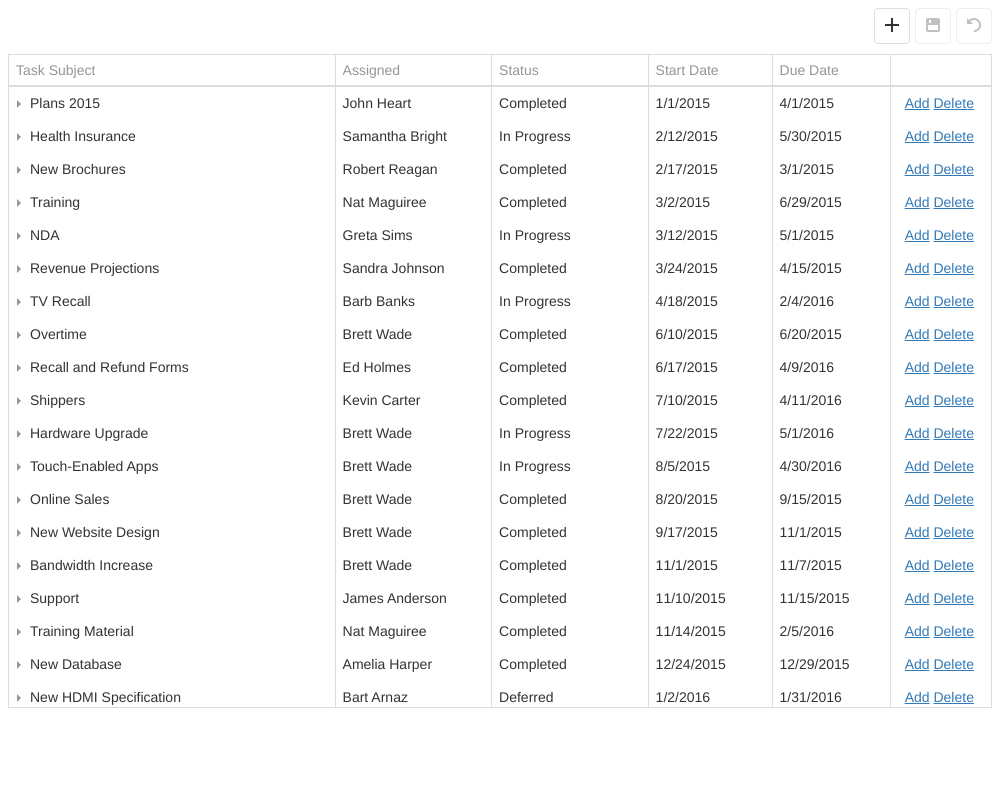 Task Subject Assigned Status Start Date Due Date
Plans 2015 John Heart Completed 1/1/2015 4/1/2015 Add Delete
Health Insurance Samantha Bright In Progress 2/12/2015 5/30/2015 Add Delete
New Brochures Robert Reagan Completed 2/17/2015 3/1/2015 Add Delete
Training Nat Maguiree Completed 3/2/2015 6/29/2015 Add Delete
NDA Greta Sims In Progress 3/12/2015 5/1/2015 Add Delete
Revenue Projections Sandra Johnson Completed 3/24/2015 4/15/2015 Add Delete
TV Recall Barb Banks In Progress 4/18/2015 2/4/2016 Add Delete
Overtime Brett Wade Completed 6/10/2015 6/20/2015 Add Delete
Recall and Refund Forms Ed Holmes Completed 6/17/2015 4/9/2016 Add Delete
Shippers Kevin Carter Completed 7/10/2015 4/11/2016 Add Delete
Hardware Upgrade Brett Wade In Progress 7/22/2015 5/1/2016 Add Delete
Touch-Enabled Apps Brett Wade In Progress 8/5/2015 4/30/2016 Add Delete
Online Sales Brett Wade Completed 8/20/2015 9/15/2015 Add Delete
New Website Design Brett Wade Completed 9/17/2015 11/1/2015 Add Delete
Bandwidth Increase Brett Wade Completed 11/1/2015 11/7/2015 Add Delete
Support James Anderson Completed 11/10/2015 11/15/2015 Add Delete
Training Material Nat Maguiree Completed 11/14/2015 2/5/2016 Add Delete
New Database Amelia Harper Completed 12/24/2015 12/29/2015 Add Delete
New HDMI Specification Bart Arnaz Deferred 1/2/2016 1/31/2016 Add Delete